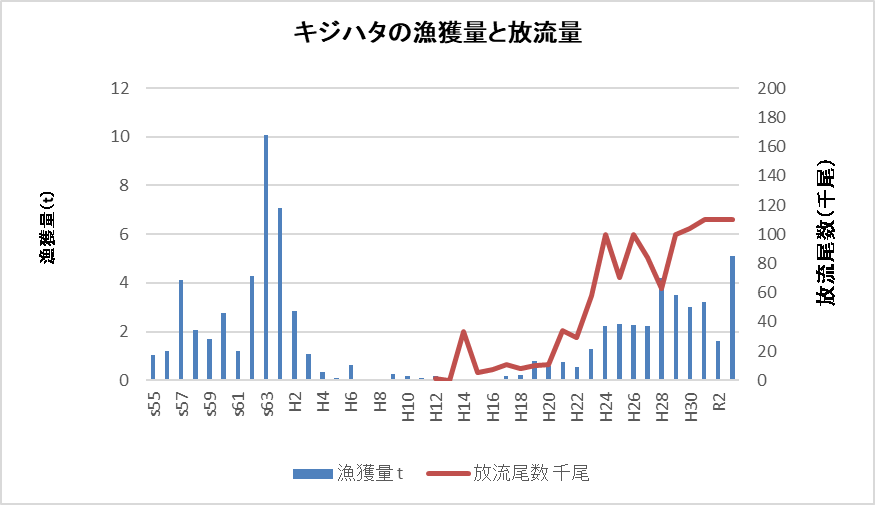 キジハタの漁獲量と放流量
12
10
8
6
4
2
0
漁獲量(t)
200
180
160
140
120
100
80
60
40
20
0
放流尾数(千尾)
s55
s57
s59
s61
s63
H2
H4
H6
H8
H10
H12
H14
H16
H18
H20
H22
H24
H26
H28
H30
R2
漁獲量 t
放流尾数 千尾